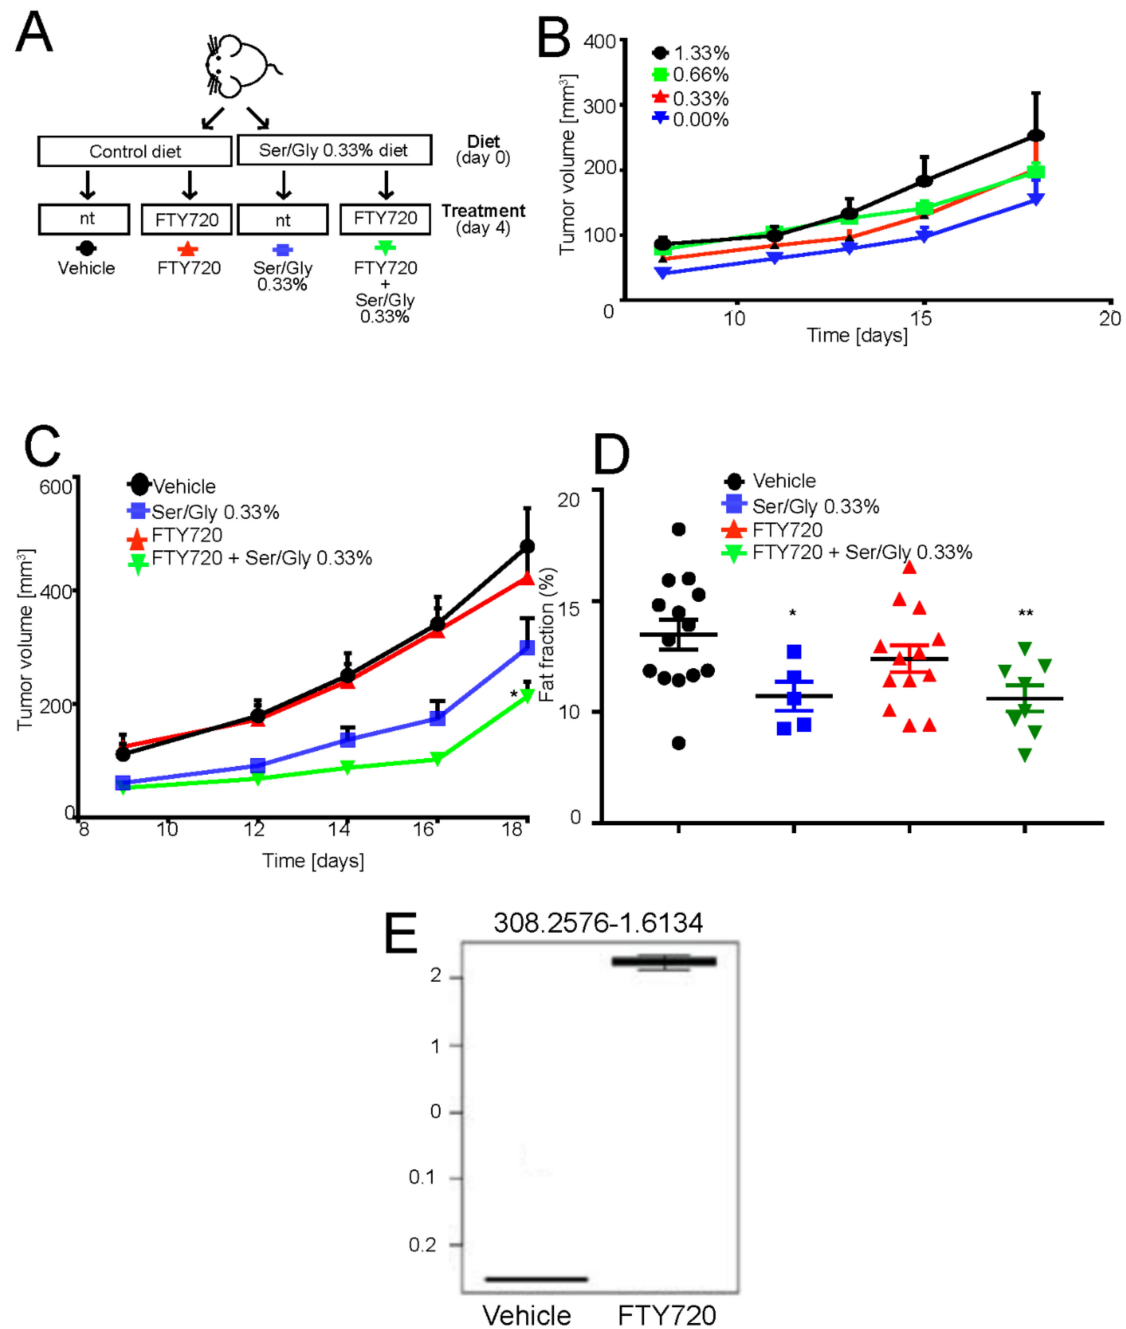 A
Control diet
Ser/Gly 0.33% diet
Diet
(day 0)
nt
FTY720
nt
FTY720
Treatment
(day 4)
Vehicle
FTY720
Ser/Gly
0.33%
FTY720
+
Ser/Gly
0.33%
B
400
300
200
100
0
1.33%
0.66%
0.33%
0.00%
Tumor volume [mm³]
10
15
20
Time [days]
C
600
400
200
0
Vehicle
Ser/Gly 0.33%
FTY720
FTY720 + Ser/Gly 0.33%
Tumor volume [mm³]
*
8
10
12
14
16
18
Time [days]
D
20
15
10
0
Vehicle
Ser/Gly 0.33%
FTY720
FTY720 + Ser/Gly 0.33%
Fat fraction (%)
*
**
E
308.2576-1.6134
2
1
0
0.1
0.2
Vehicle
FTY720